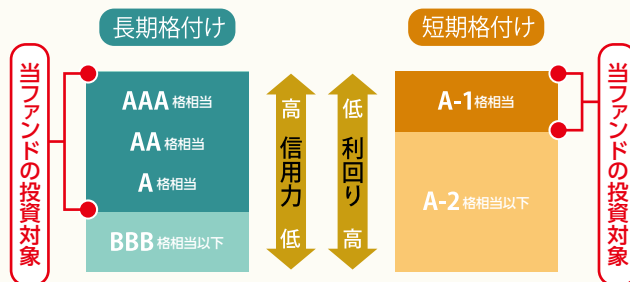 長期格付け
短期格付け
当ファンドの投資対象
AAA格相当
AA格相当
A格相当
BBB格相当以下
高
信用力
低
低
利回り
高
A-1格相当
A-2格相当以下
当ファンドの投資対象